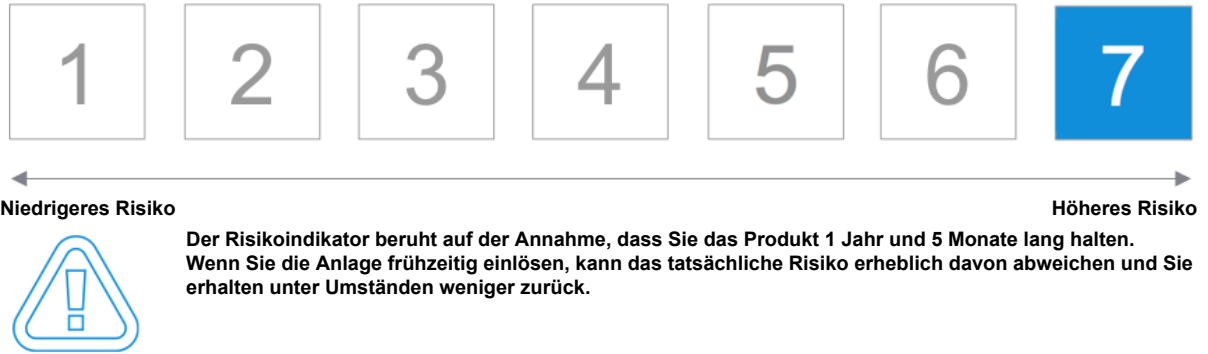 1 2 3 4 5 6 7
Niedrigeres Risiko Höheres Risiko
Der Risikoindikator beruht auf der Annahme, dass Sie das Produkt 1 Jahr und 5 Monate lang halten.
Wenn Sie die Anlage frühzeitig einlösen, kann das tatsächliche Risiko erheblich davon abweichen und Sie
erhalten unter Umständen weniger zurück.